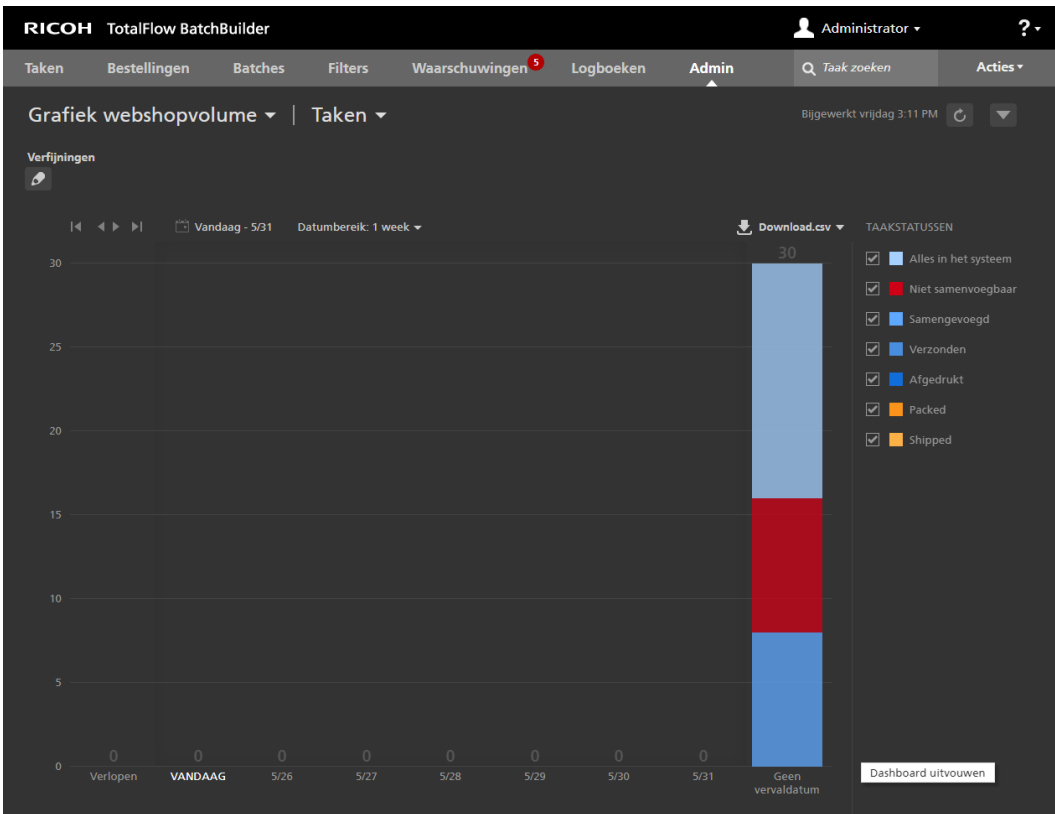 RICOH TotalFlow BatchBuilder Administrator ?
Taken Bestellingen Batches Filters Waarschuwingen 5 Logboeken Admin Taak zoeken Acties
Grafiek webshopvolume | Taken Bijgewerkt vrijdag 3:11 PM
Verfijningen
Vandaag - 5/31 Datumbereik: 1 week Download.csv TAAKSTATUSSEN
30
30
25
20
15
10
5
0
0 0 0 0 0 0 0 0
Verlopen VANDAAG 5/26 5/27 5/28 5/29 5/30 5/31 Geen
vervaldatum
Alles in het systeem
Niet samenvoegbaar
Samengevoegd
Verzonden
Afgedrukt
Packed
Shipped
Dashboard uitvouwen